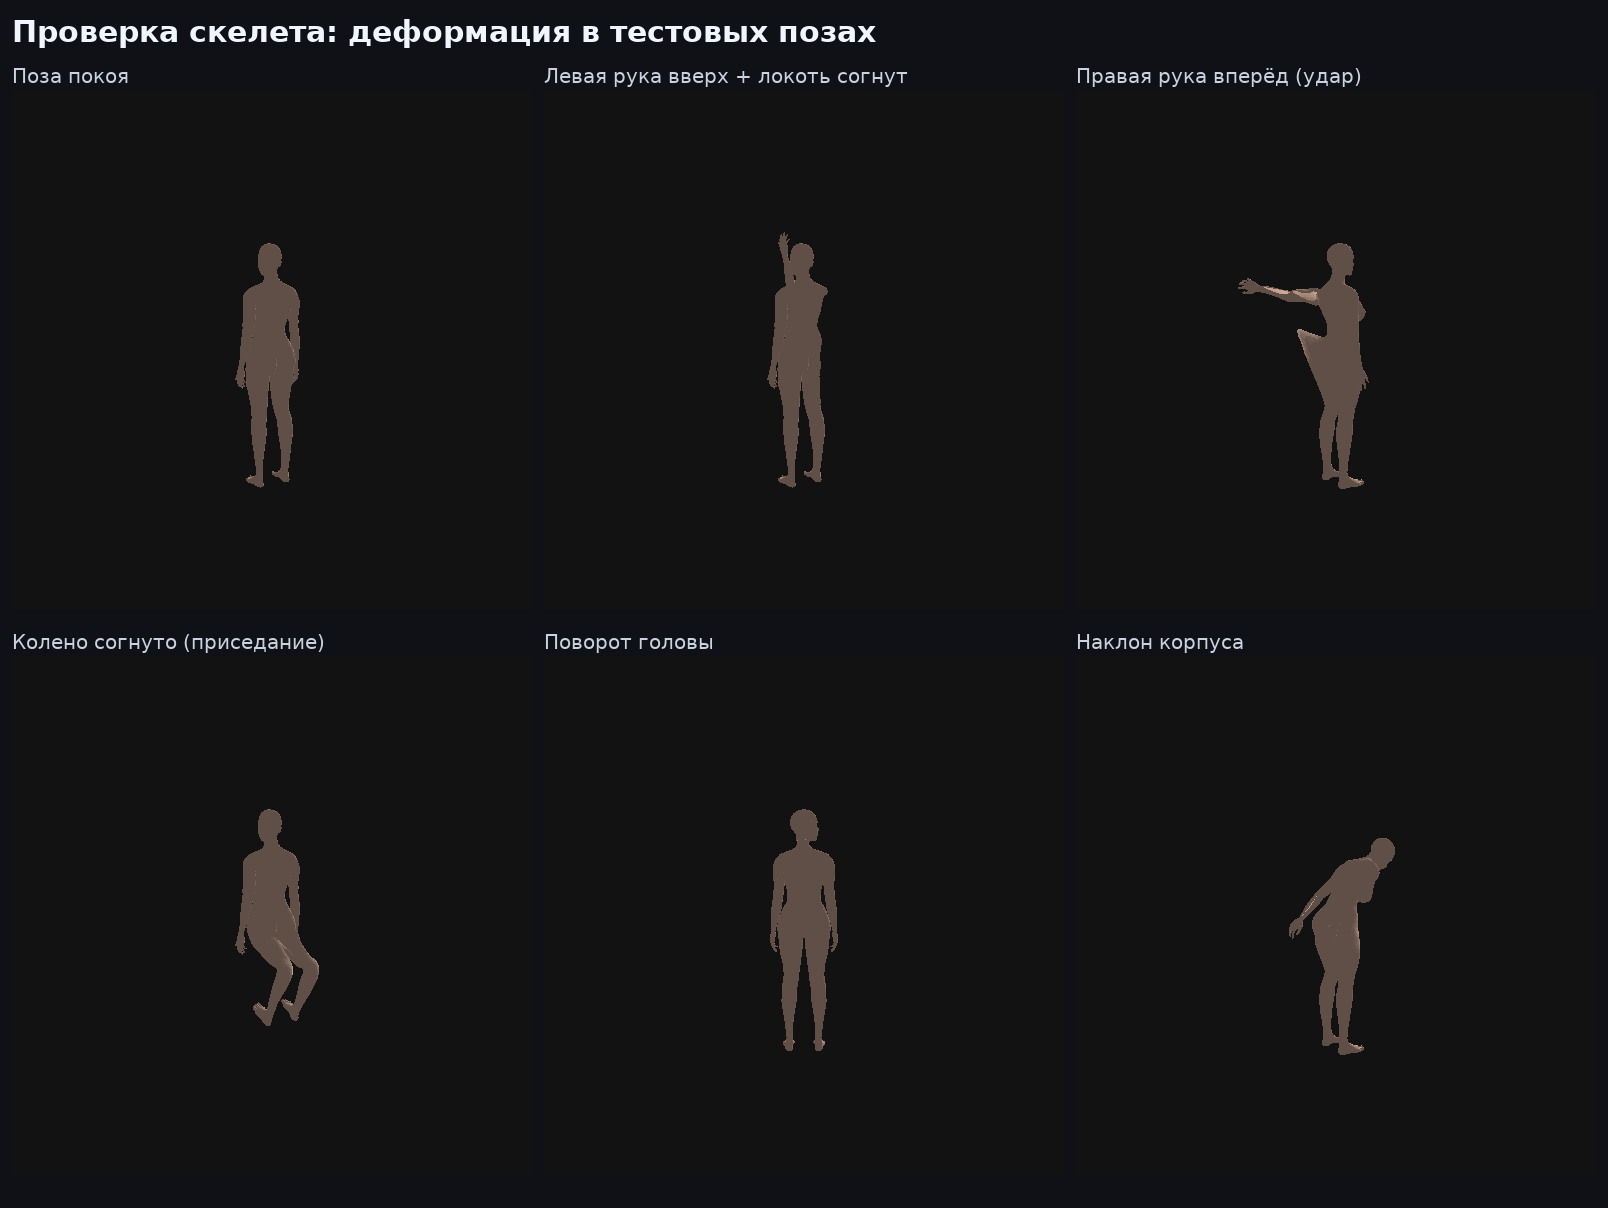 Проверка скелета: деформация в тестовых позах
Поза покоя
Левая рука вверх + локоть согнут
Правая рука вперёд (удар)
Колено согнуто (приседание)
Поворот головы
Наклон корпуса